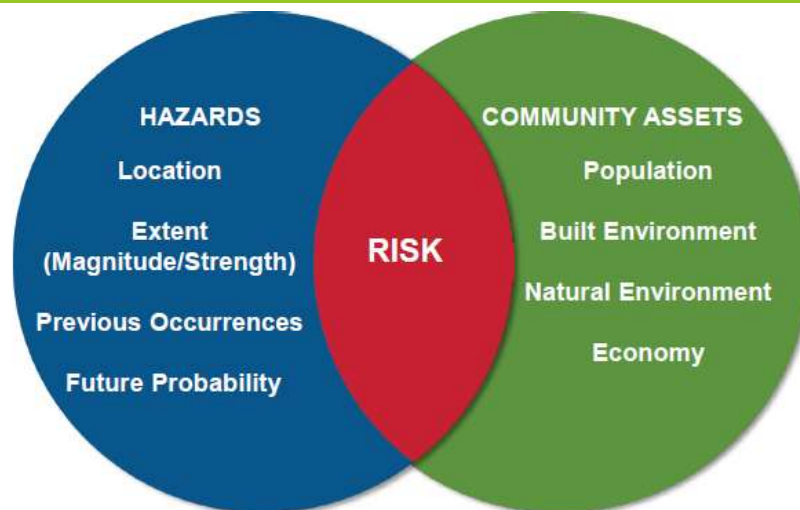 HAZARDS
Location
Extent
(Magnitude/Strength)
Previous Occurrences
Future Probability
RISK
COMMUNITY ASSETS
Population
Built Environment
Natural Environment
Economy